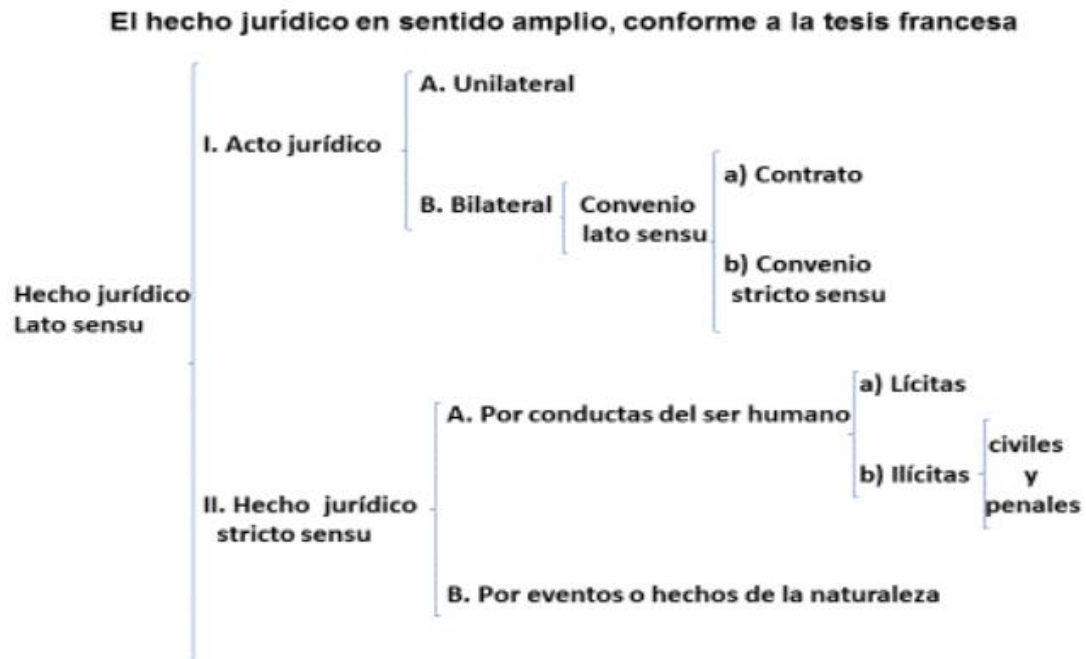 El hecho jurídico en sentido amplio, conforme a la tesis francesa
Hecho jurídico
Lato sensu
I. Acto jurídico
A. Unilateral
B. Bilateral
Convenio
lato sensu
a) Contrato
b) Convenio
stricto sensu
II. Hecho jurídico
stricto sensu
A. Por conductas del ser humano
a) Lícitas
b) Ilícitas
civiles
y
penales
B. Por eventos o hechos de la naturaleza